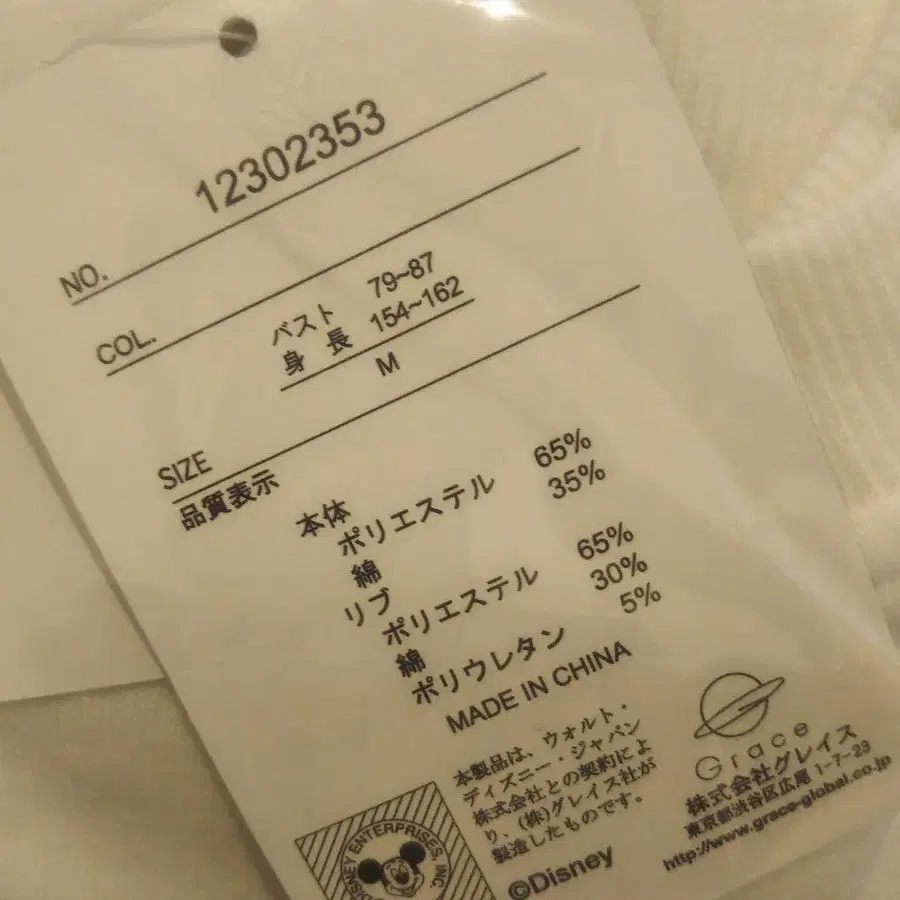 NO. 12302353
COL.
バスト 79~87
身長 154~162
M
SIZE
品質表示
本体
ポリエステル 65%
綿 35%
リブ
ポリエステル 65%
綿 30%
ポリウレタン 5%
MADE IN CHINA
本製品は、ウォルト・
ディズニー・ジャパン
株式会社との契約によ
り、(株)グレイス社が
製造したものです。
©Disney
DISNEY ENTERPRISES, INC.
Grace
株式会社グレイス
東京都渋谷区広尾 1-7-23
http://www.grace-global.co.jp